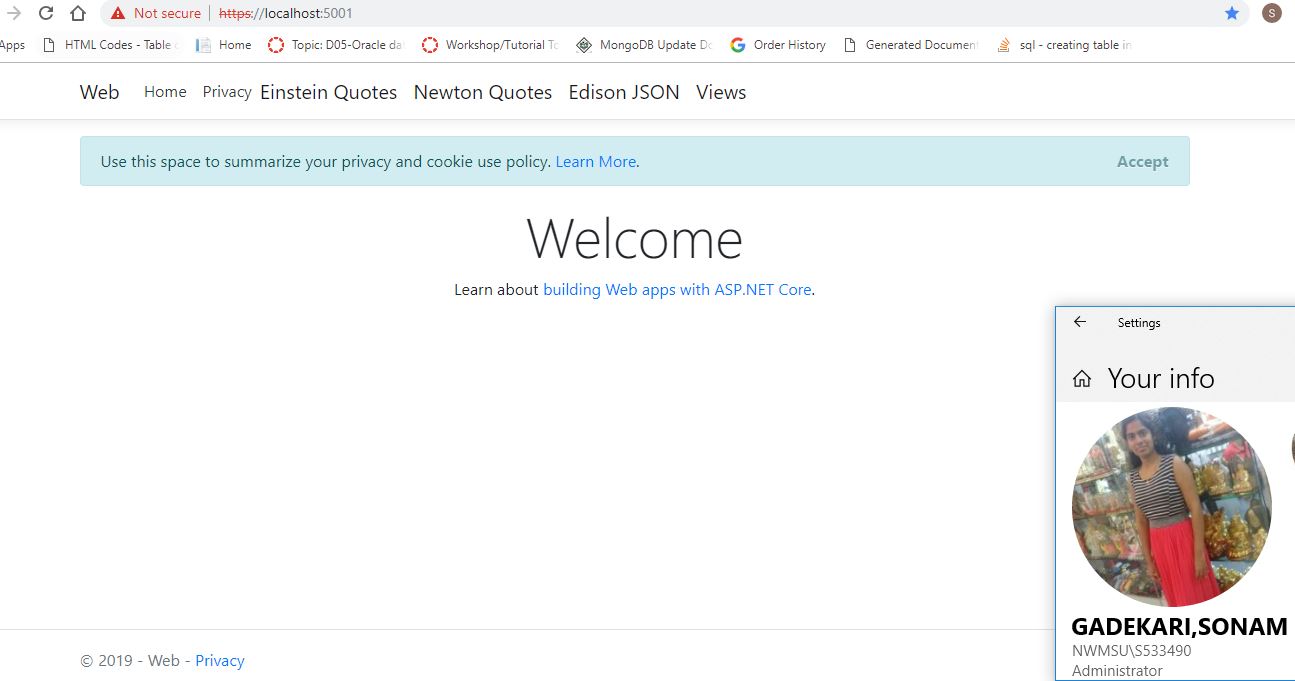 Not secure https://localhost:5001 S
Apps HTML Codes - Table Home Topic: D05-Oracle da Workshop/Tutorial To MongoDB Update Do Order History Generated Document sql - creating table in
Web Home Privacy Einstein Quotes Newton Quotes Edison JSON Views
Use this space to summarize your privacy and cookie use policy. Learn More. Accept
Welcome
Learn about building Web apps with ASP.NET Core.
Settings
Your info
GADEKARI,SONAM
NWMSU\S533490
Administrator
© 2019 - Web - Privacy